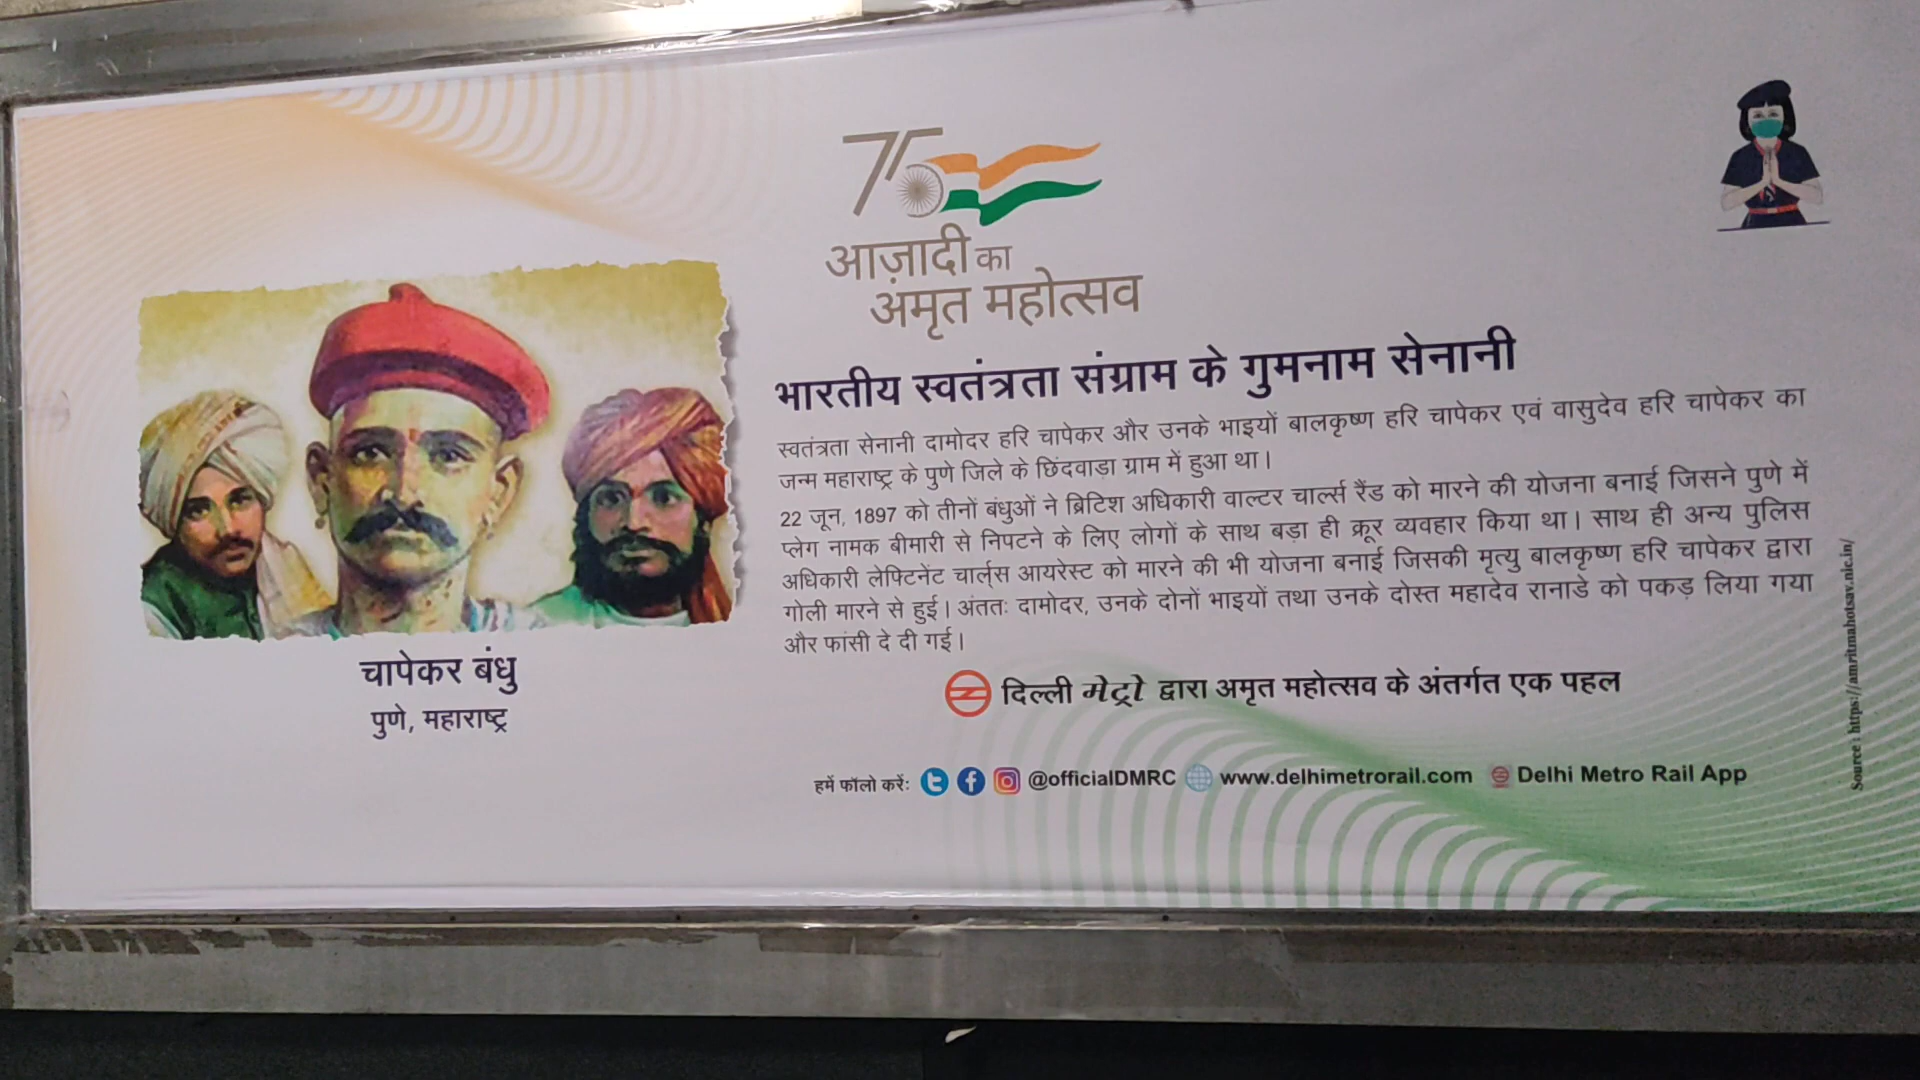 75
आज़ादी का
अमृत महोत्सव
भारतीय स्वतंत्रता संग्राम के गुमनाम सेनानी
स्वतंत्रता सेनानी दामोदर हरि चापेकर और उनके भाइयों बालकृष्ण हरि चापेकर एवं वासुदेव हरि चापेकर का
जन्म महाराष्ट्र के पुणे जिले के छिंदवाड़ा ग्राम में हुआ था।
22 जून, 1897 को तीनों बंधुओं ने ब्रिटिश अधिकारी वाल्टर चार्ल्स रैंड को मारने की योजना बनाई जिसने पुणे में
प्लेग नामक बीमारी से निपटने के लिए लोगों के साथ बड़ा ही क्रूर व्यवहार किया था। साथ ही अन्य पुलिस
अधिकारी लेफ्टिनेंट चार्ल्स आयरेस्ट को मारने की भी योजना बनाई जिसकी मृत्यु बालकृष्ण हरि चापेकर द्वारा
गोली मारने से हुई। अंततः दामोदर, उनके दोनों भाइयों तथा उनके दोस्त महादेव रानाडे को पकड़ लिया गया
और फांसी दे दी गई।
चापेकर बंधु
पुणे, महाराष्ट्र
दिल्ली मेट्रो द्वारा अमृत महोत्सव के अंतर्गत एक पहल
हमें फॉलो करें: @officialDMRC www.delhimetrorail.com Delhi Metro Rail App
Source : https://amritmahotsav.nic.in/